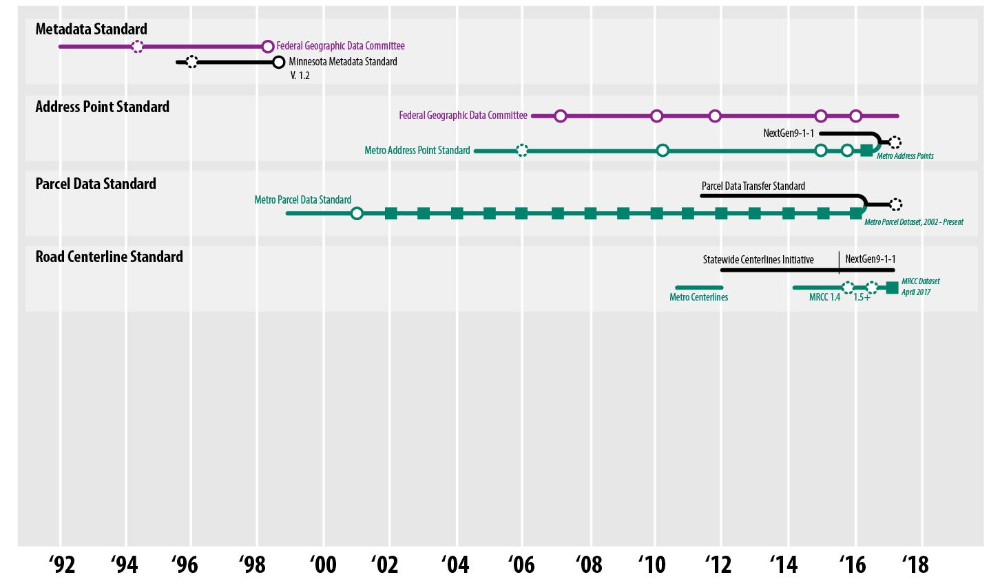 Metadata Standard
Federal Geographic Data Committee
Minnesota Metadata Standard
V. 1.2
Address Point Standard
Federal Geographic Data Committee
NextGen9-1-1
Metro Address Point Standard
Metro Address Points
Parcel Data Standard
Parcel Data Transfer Standard
Metro Parcel Data Standard
Metro Parcel Dataset, 2002 - Present
Road Centerline Standard
Statewide Centerlines Initiative
NextGen9-1-1
MRCC Dataset
April 2017
Metro Centerlines
MRCC 1.4
1.5+
‘92 ‘94 ‘96 ‘98 ‘00 ‘02 ‘04 ‘06 ‘08 ‘10 ‘12 ‘14 ‘16 ‘18